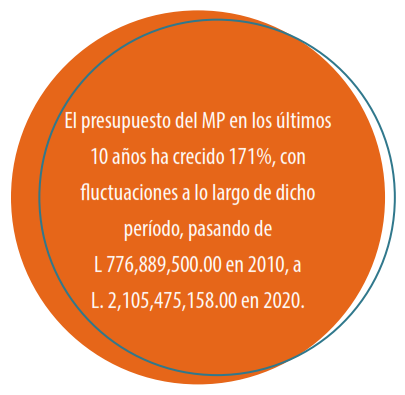 El presupuesto del MP en los últimos
10 años ha crecido 171%, con
fluctuaciones a lo largo de dicho
período, pasando de
L 776,889,500.00 en 2010, a
L. 2,105,475,158.00 en 2020.